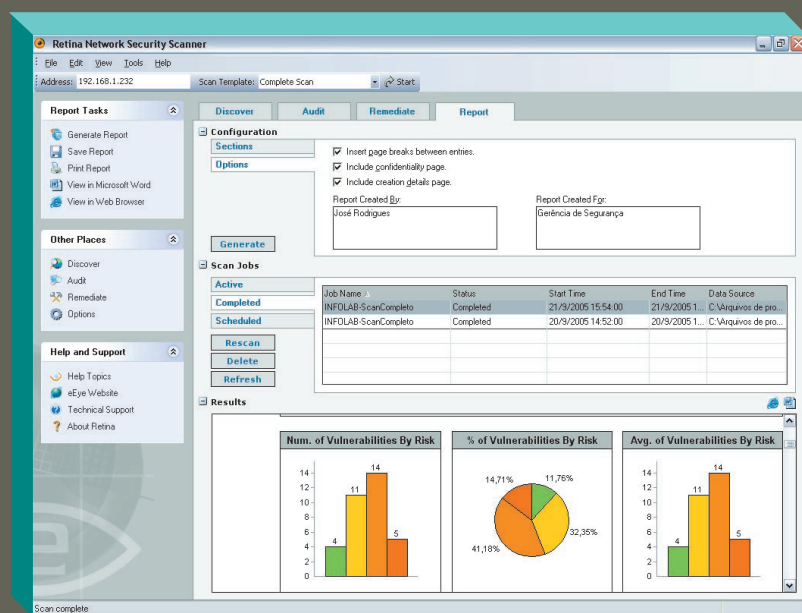 Retina Network Security Scanner
File Edit View Tools Help
Address: 192.168.1.232 Scan Template: Complete Scan Start
Report Tasks
Generate Report
Save Report
Print Report
View in Microsoft Word
View in Web Browser
Other Places
Discover
Audit
Remediate
Options
Help and Support
Help Topics
eEye Website
Technical Support
About Retina
Discover Audit Remediate Report
Configuration
Sections
Options
Insert page breaks between entries.
Include confidentiality page.
Include creation details page.
Report Created By: Report Created For:
José Rodrigues Gerência de Segurança
Generate
Scan Jobs
Active
Completed
Scheduled
Rescan
Delete
Refresh
Job Name Status Start Time End Time Data Source
INFOLAB-ScanCompleto Completed 21/9/2005 15:54:00 21/9/2005 1... C:\Arquivos de pro...
INFOLAB-ScanCompleto Completed 20/9/2005 14:52:00 20/9/2005 1... C:\Arquivos de pro...
Results
Num. of Vulnerabilities By Risk
14
12
10
8
6
4
2
0
4 11 14 5
% of Vulnerabilities By Risk
14,71% 11,76%
32,35%
41,18%
Avg. of Vulnerabilities By Risk
14
12
10
8
6
4
2
0
4 11 14 5
Scan complete